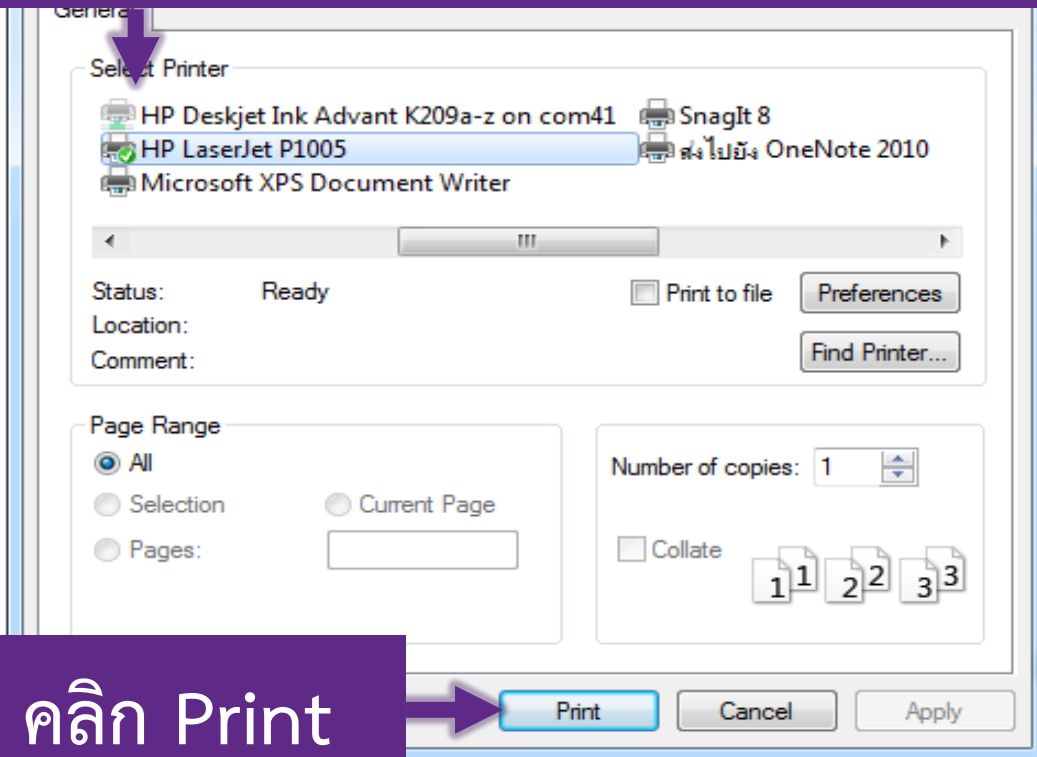 General
Select Printer
HP Deskjet Ink Advant K209a-z on com41
SnagIt 8
HP LaserJet P1005
ส่งไปยัง OneNote 2010
Microsoft XPS Document Writer
Status: Ready
Print to file
Preferences
Location:
Find Printer...
Comment:
Page Range
All
Selection
Current Page
Pages:
Number of copies: 1
Collate
1 1 2 2 3 3
คลิก Print
Print
Cancel
Apply